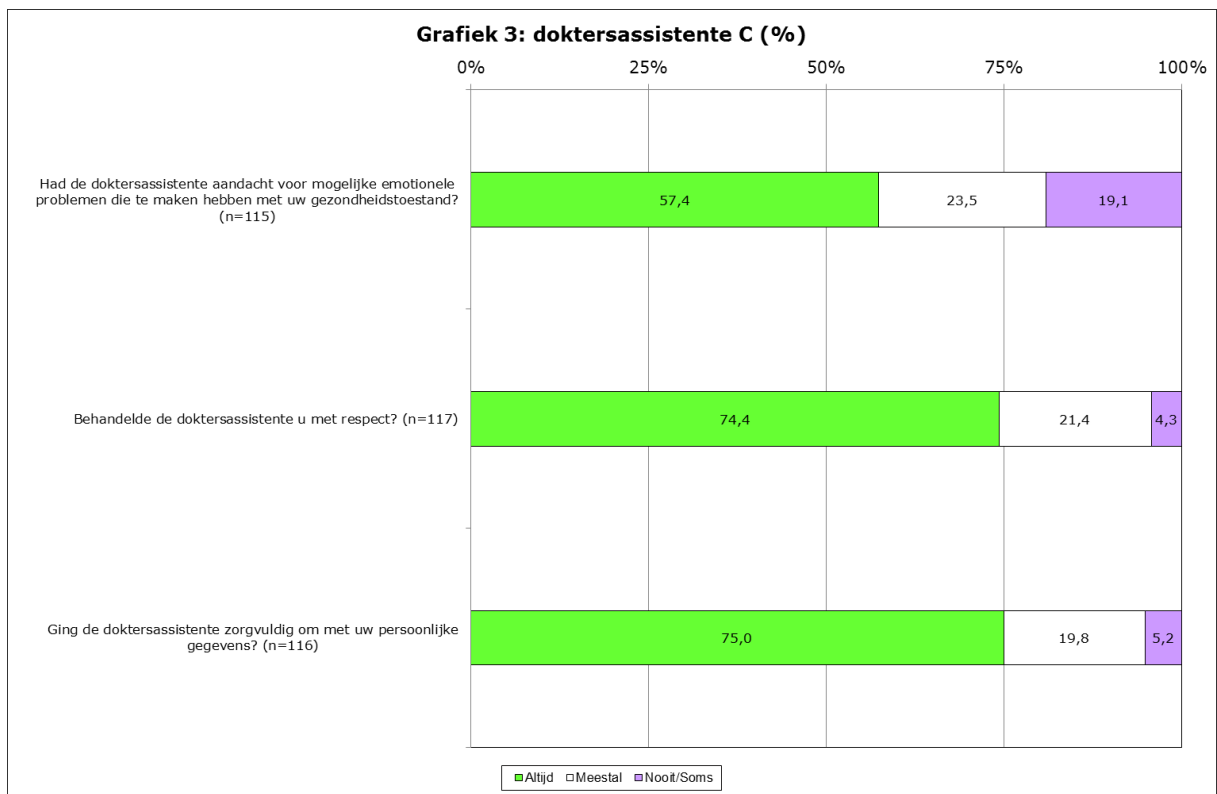 Grafiek 3: doktersassistente C (%)
0% 25% 50% 75% 100%
Had de doktersassistente aandacht voor mogelijke emotionele
problemen die te maken hebben met uw gezondheidstoestand?
(n=115)
57,4 23,5 19,1
Behandelde de doktersassistente u met respect? (n=117)
74,4 21,4 4,3
Ging de doktersassistente zorgvuldig om met uw persoonlijke
gegevens? (n=116)
75,0 19,8 5,2
Altijd Meestal Nooit/Soms